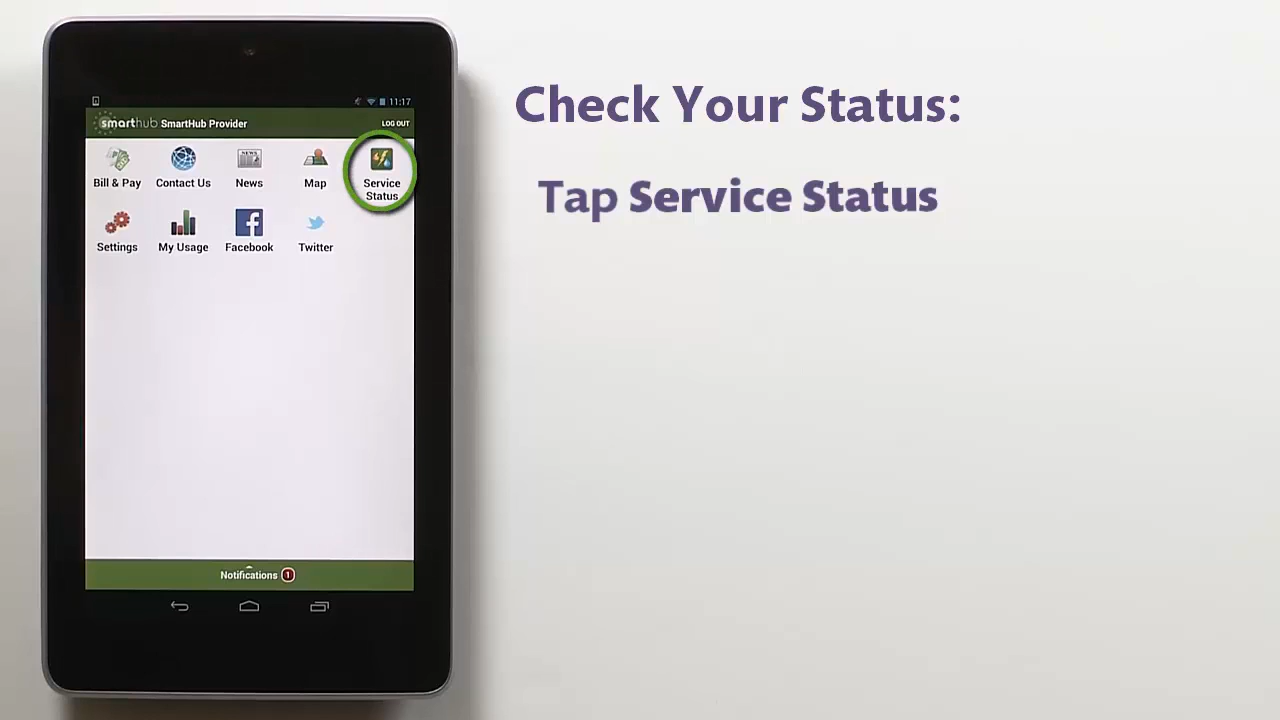 Check Your Status:
Tap Service Status
11:17
smarthub SmartHub Provider LOG OUT
Bill & Pay Contact Us News Map Service Status
Settings My Usage Facebook Twitter
Notifications 1